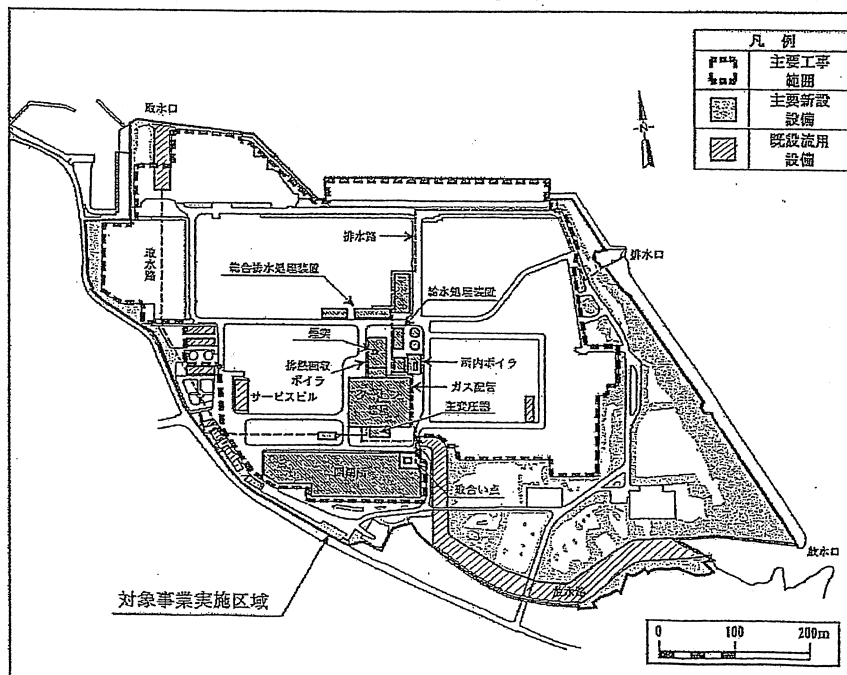 凡 例
主要工事
範囲
主要新設
設備
既設流用
設備
取水口
N
取水路
排水路
総合排水処理装置
給水処理装置
排水口
煙突
排熱回収
ボイラ
所内ボイラ
ガス配管
サービスビル
主変圧器
取合い点
放水口
放水路
対象事業実施区域
0 100 200m